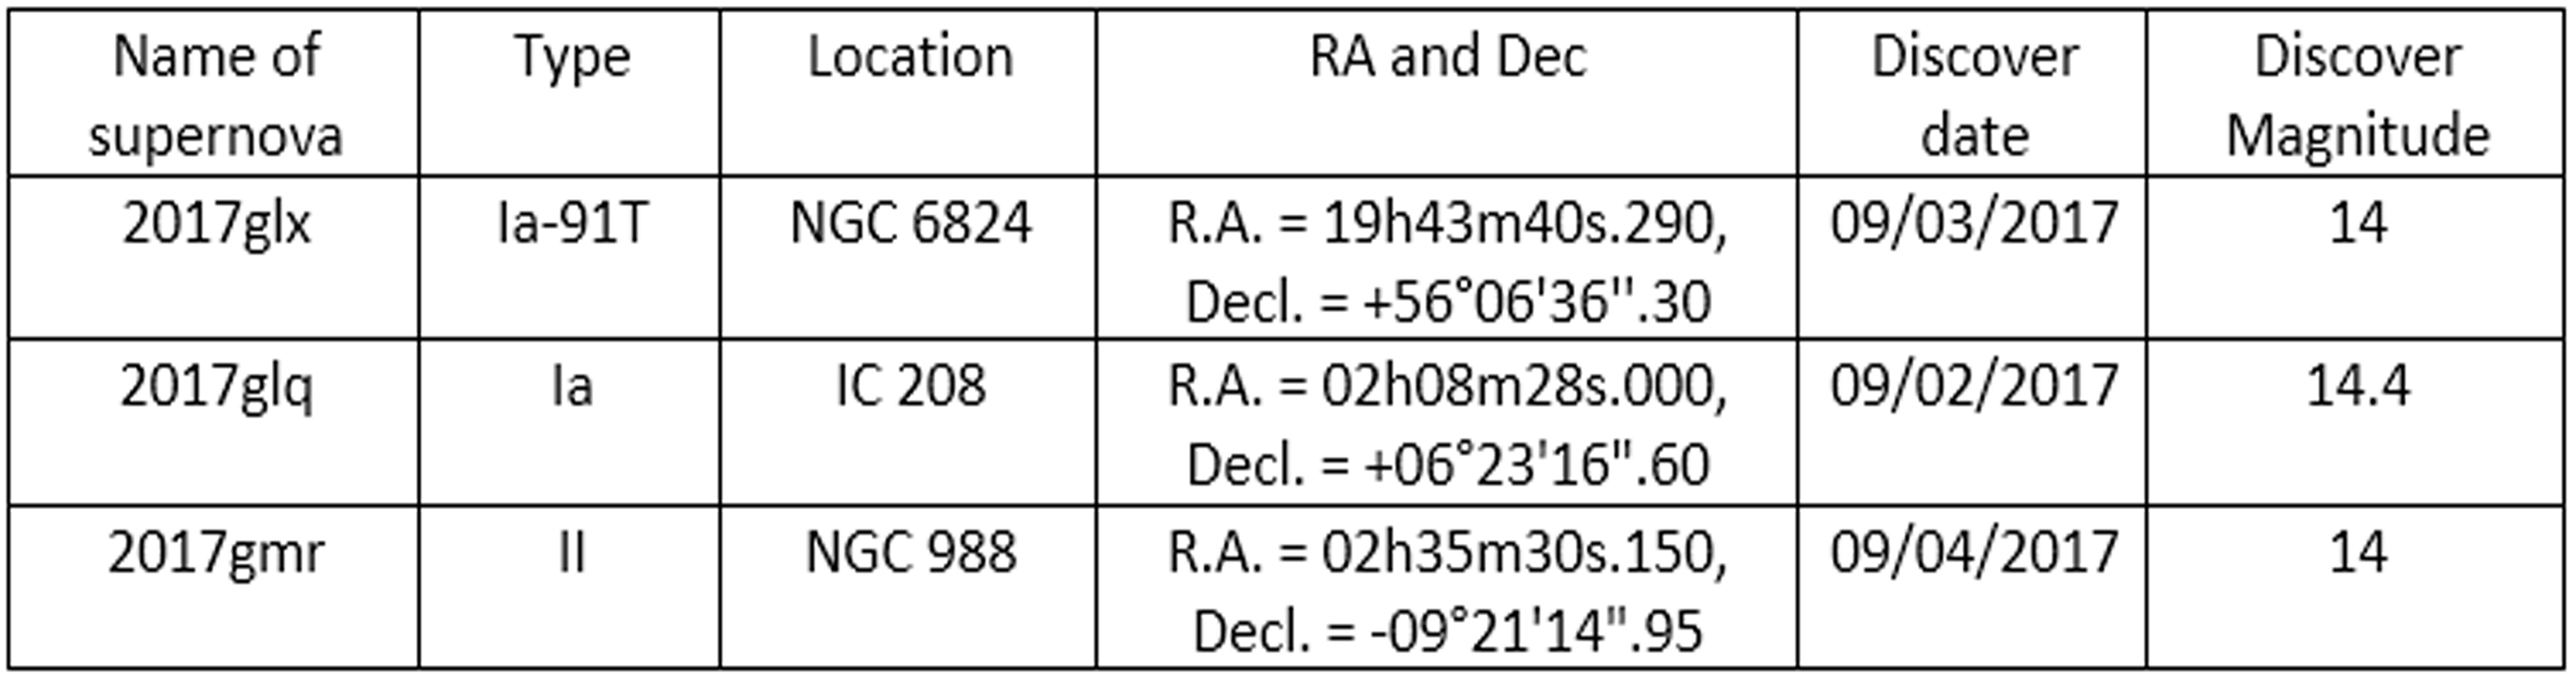 Name of supernova
Type
Location
RA and Dec
Discover date
Discover Magnitude
2017glx
Ia-91T
NGC 6824
R.A. = 19h43m40s.290,
Decl. = +56°06'36".30
09/03/2017
14
2017glq
Ia
IC 208
R.A. = 02h08m28s.000,
Decl. = +06°23'16".60
09/02/2017
14.4
2017gmr
II
NGC 988
R.A. = 02h35m30s.150,
Decl. = -09°21'14".95
09/04/2017
14